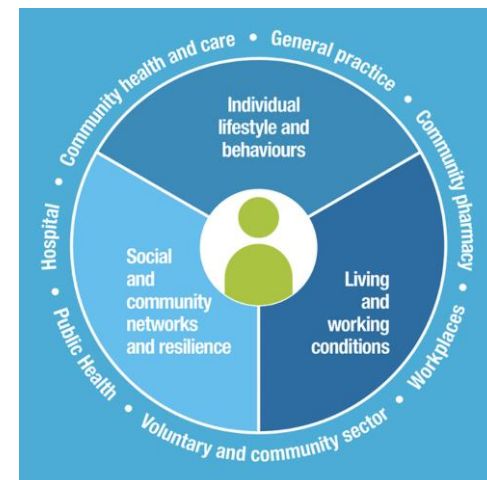 Community health and care • General practice • Community pharmacy • Workplaces • Voluntary and community sector • Public Health • Hospital •
Individual
lifestyle and
behaviours
Social
and
community
networks
and resilience
Living
and
working
conditions